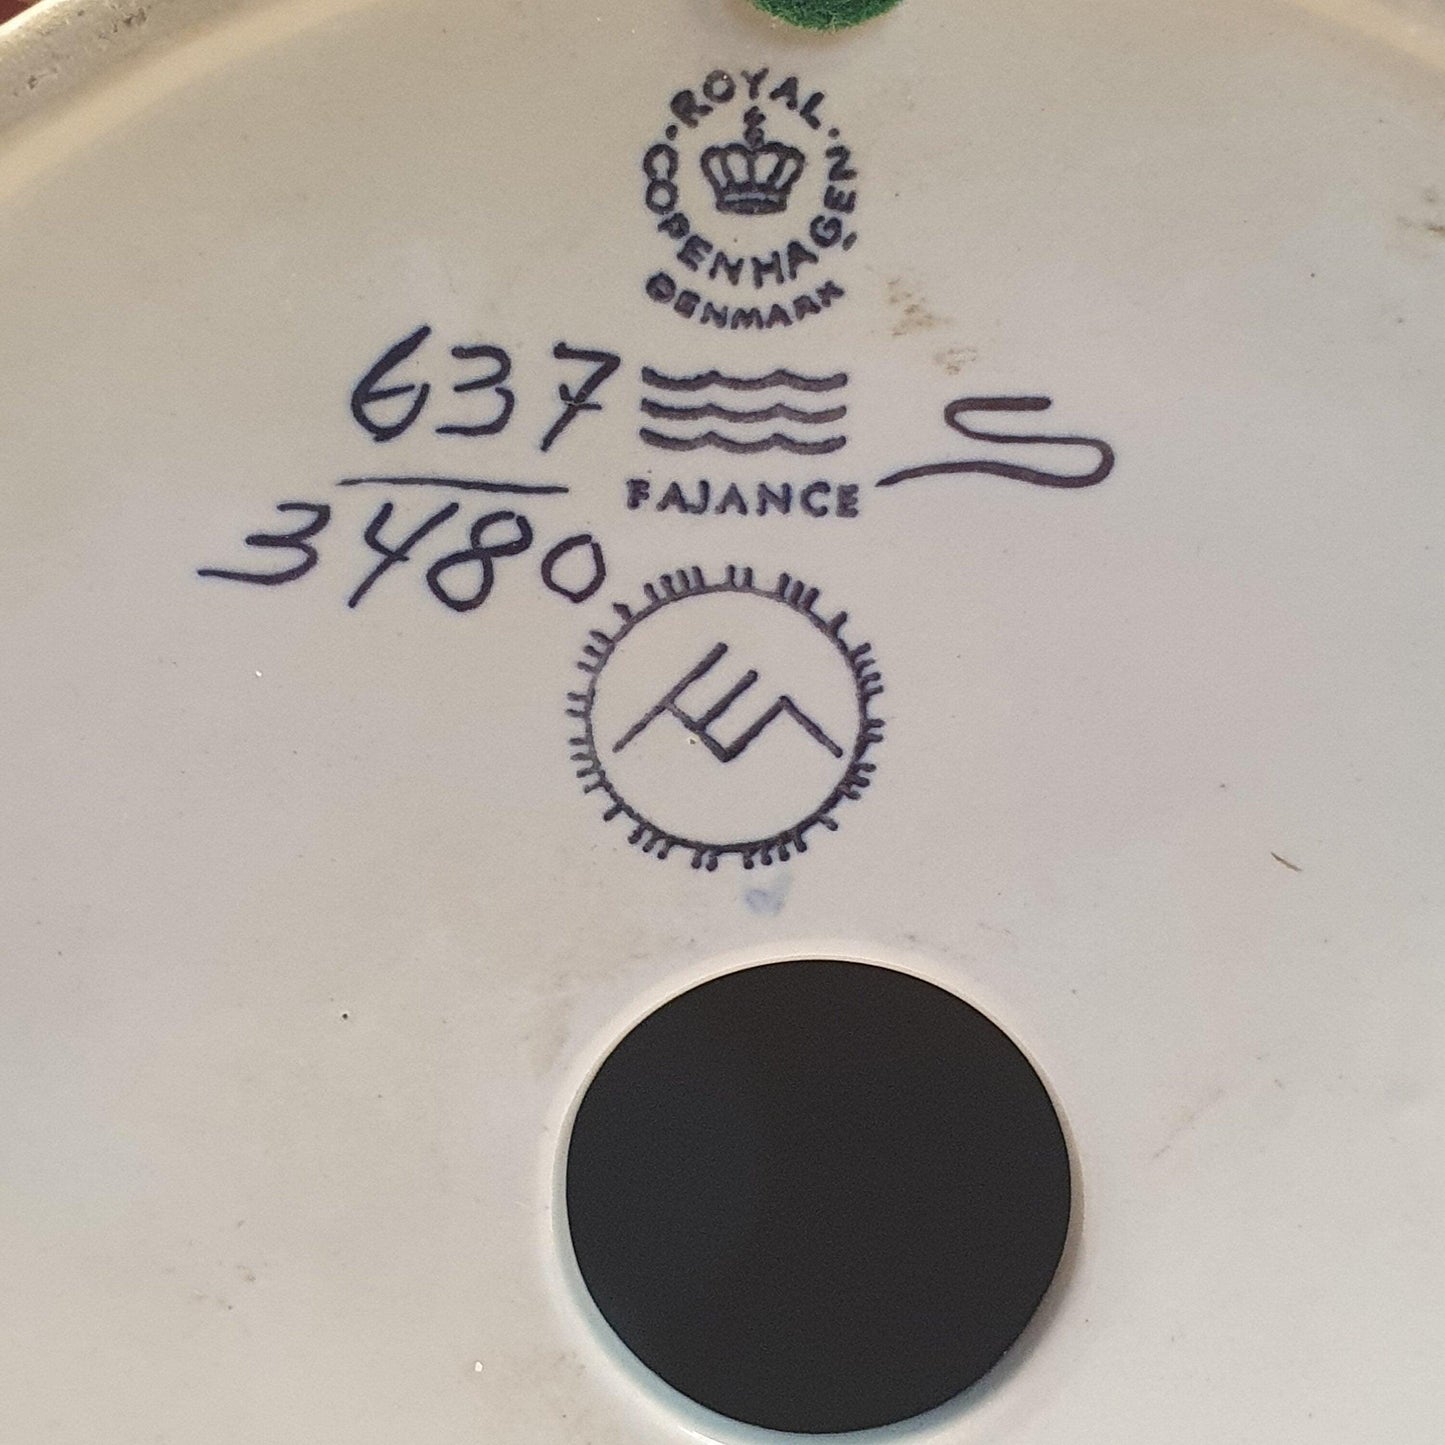 ROYAL
COPENHAGEN
DENMARK
637
3480
FAJANCE